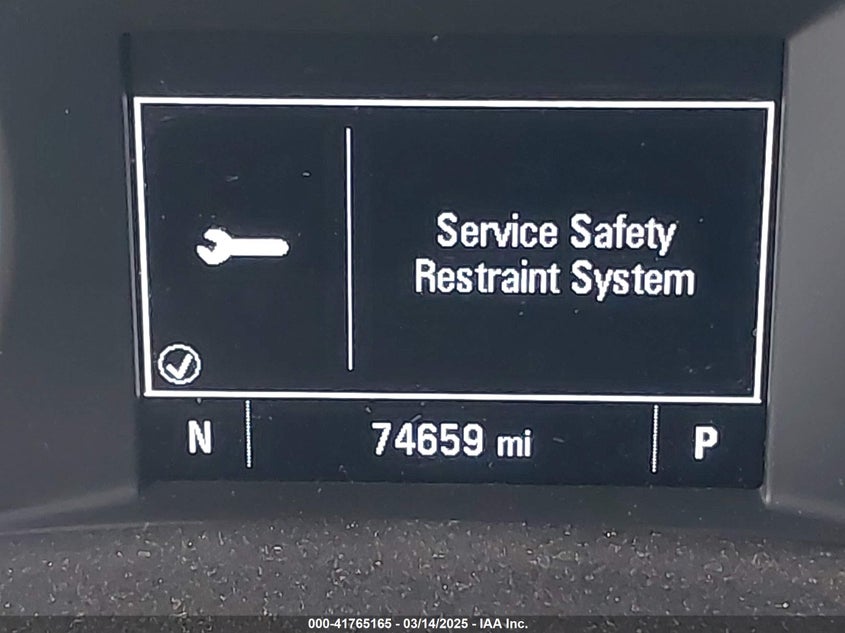 Service Safety
Restraint System
N 74659 mi P
000-41765165 - 03/14/2025 - IAA Inc.